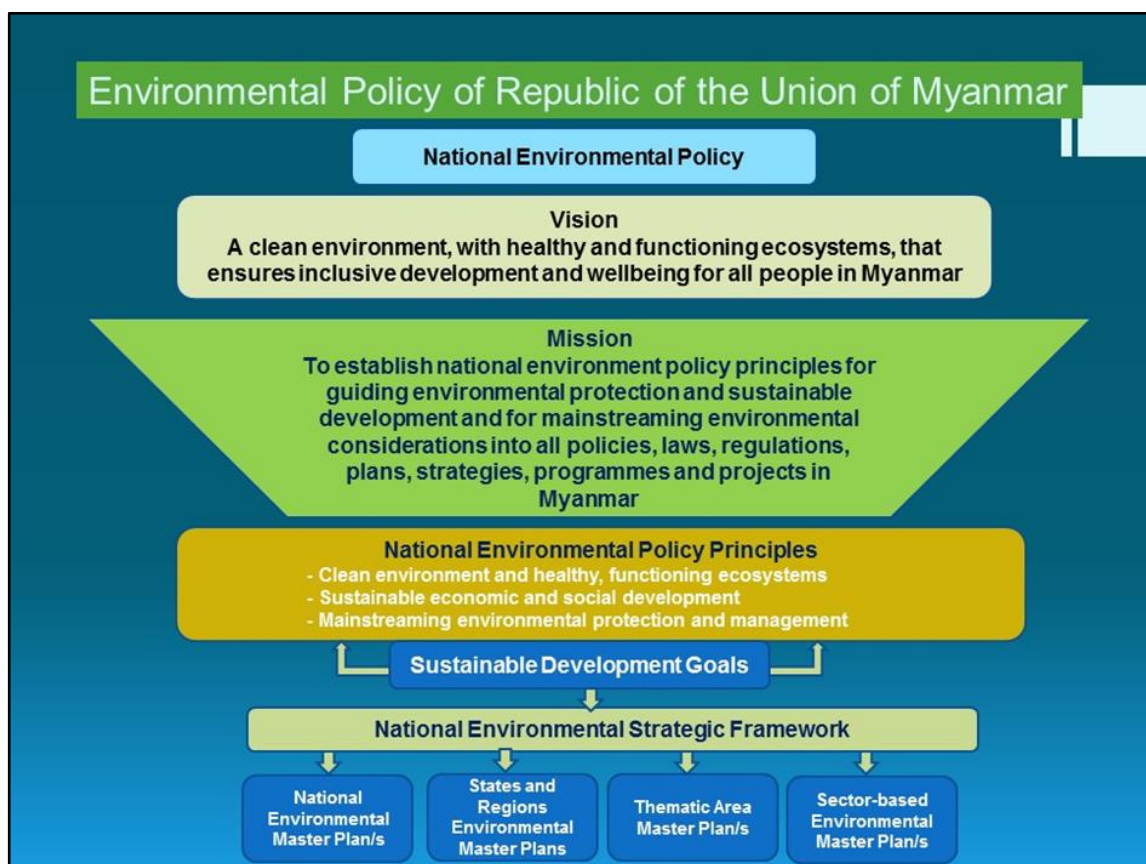 Environmental Policy of Republic of the Union of Myanmar
National Environmental Policy
Vision
A clean environment, with healthy and functioning ecosystems, that
ensures inclusive development and wellbeing for all people in Myanmar
Mission
To establish national environment policy principles for
guiding environmental protection and sustainable
development and for mainstreaming environmental
considerations into all policies, laws, regulations,
plans, strategies, programmes and projects in
Myanmar
National Environmental Policy Principles
- Clean environment and healthy, functioning ecosystems
- Sustainable economic and social development
- Mainstreaming environmental protection and management
Sustainable Development Goals
National Environmental Strategic Framework
National
Environmental
Master Plan/s
States and
Regions
Environmental
Master Plans
Thematic Area
Master Plan/s
Sector-based
Environmental
Master Plan/s